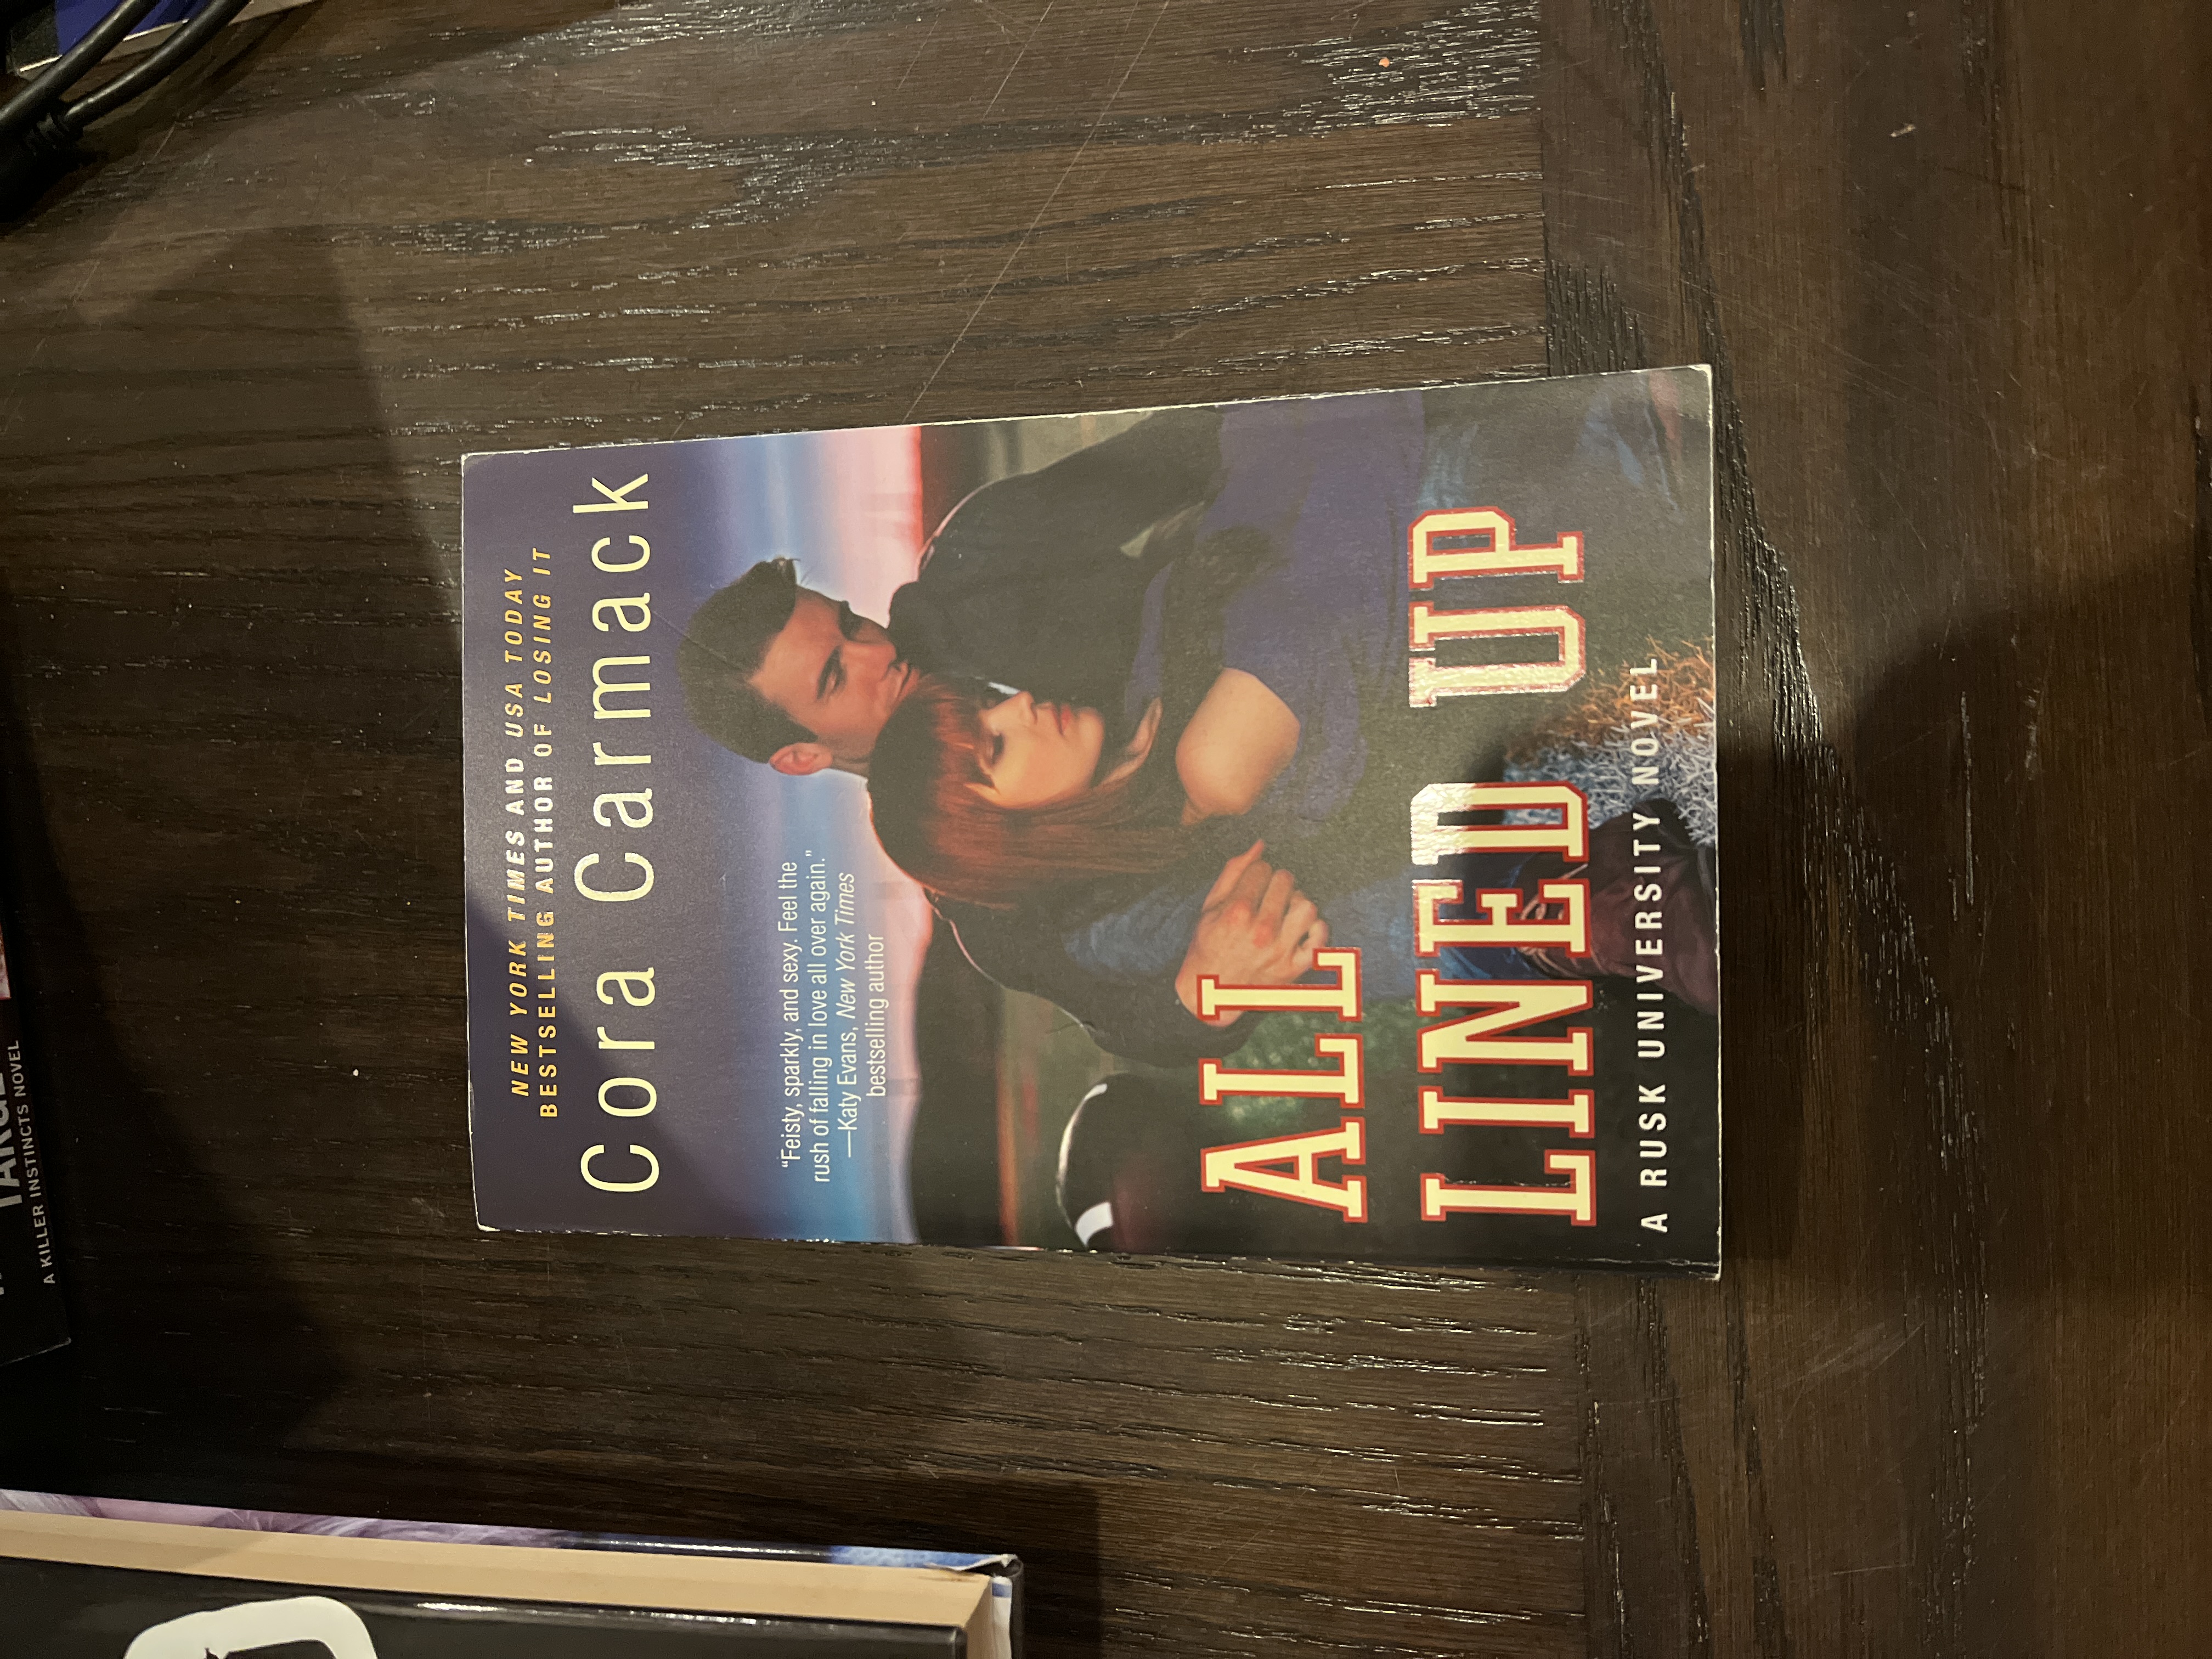 NEW YORK TIMES AND USA TODAY
BESTSELLING AUTHOR OF LOSING IT
Cora Carmack
“Feisty, sparkly, and sexy. Feel the
rush of falling in love all over again.”
—Katy Evans, New York Times
bestselling author
ALL
LINED UP
A RUSK UNIVERSITY NOVEL
A KILLER INSTINCTS NOVEL